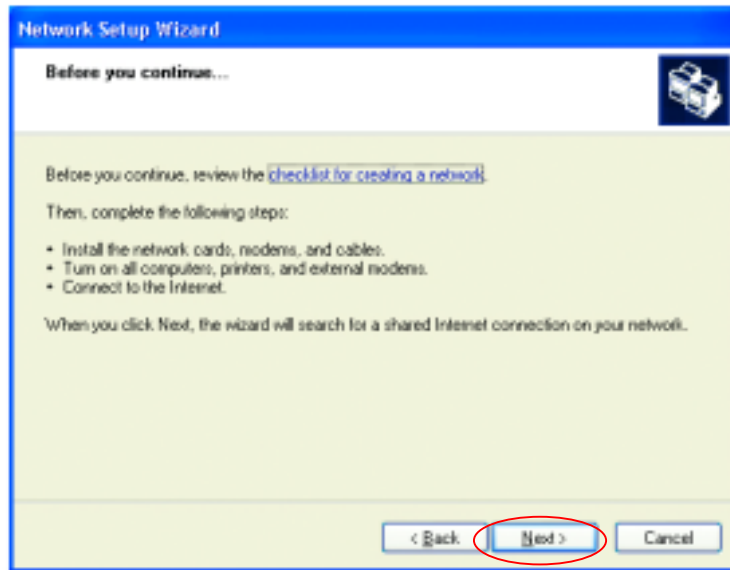 Network Setup Wizard
Before you continue...
Before you continue, review the checklist for creating a network.
Then, complete the following steps:
• Install the network cards, modems, and cables.
• Turn on all computers, printers, and external modems.
• Connect to the Internet.
When you click Next, the wizard will search for a shared Internet connection on your network.
< Back
Next >
Cancel